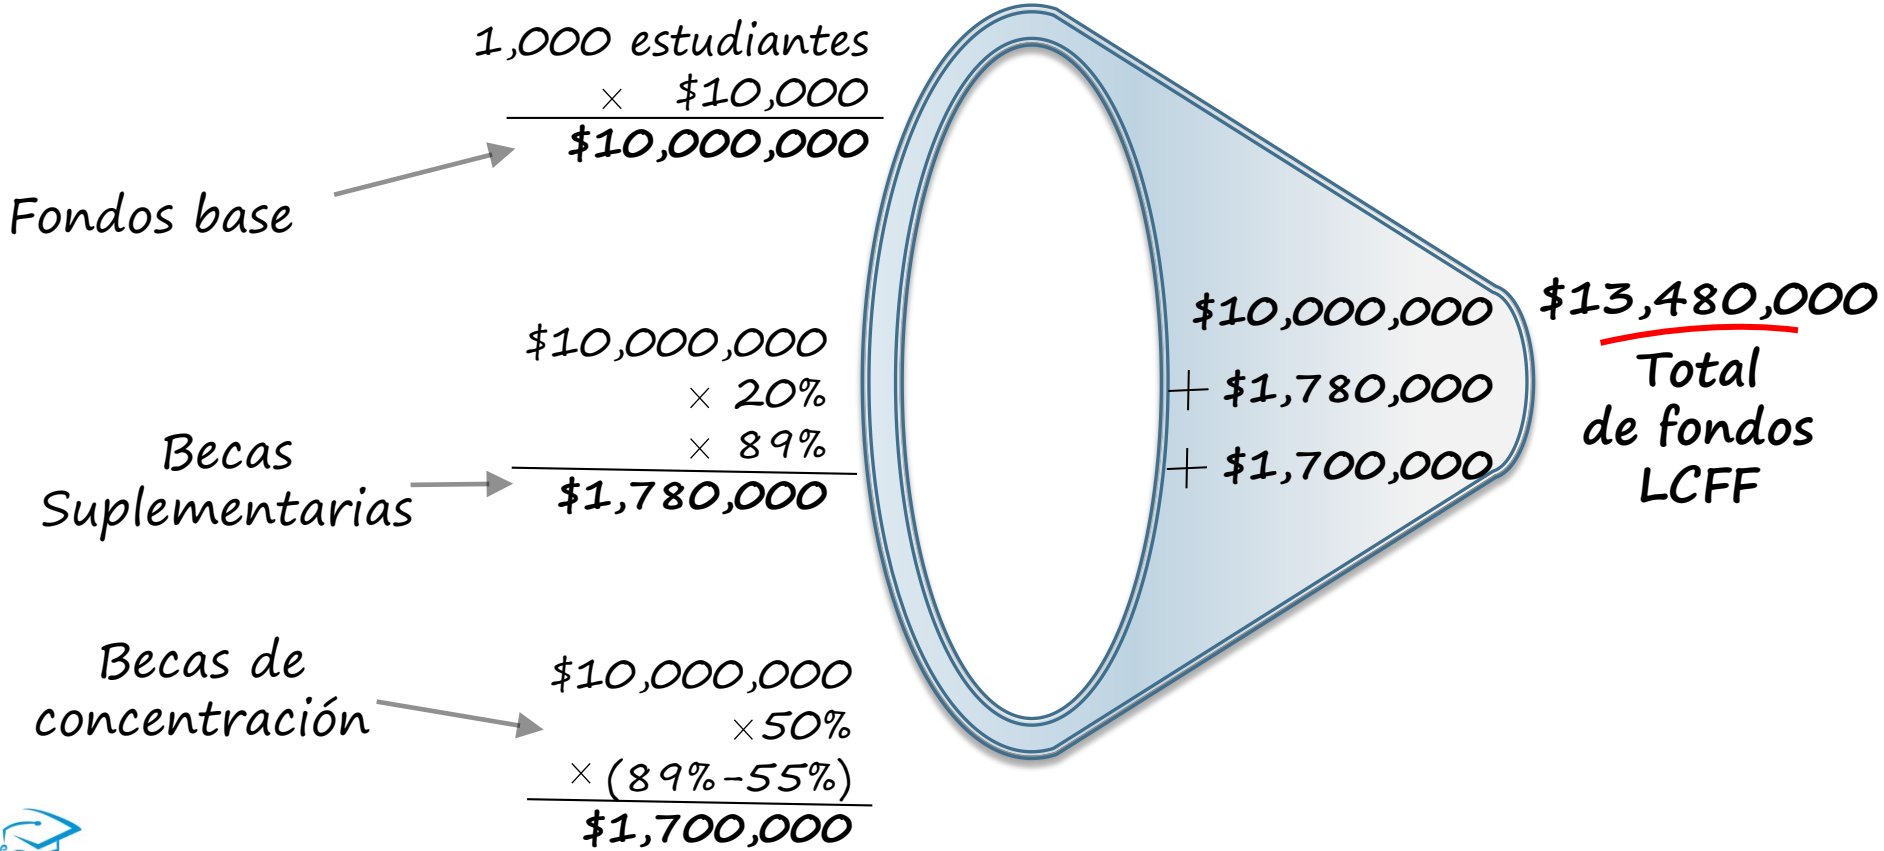 1,000 estudiantes
× $10,000
$10,000,000
Fondos base
$10,000,000
× 20%
× 89%
$1,780,000
Becas
Suplementarias
$10,000,000
×50%
× (89%-55%)
$1,700,000
Becas de
concentración
$10,000,000
+ $1,780,000
+ $1,700,000
$13,480,000
Total
de fondos
LCFF